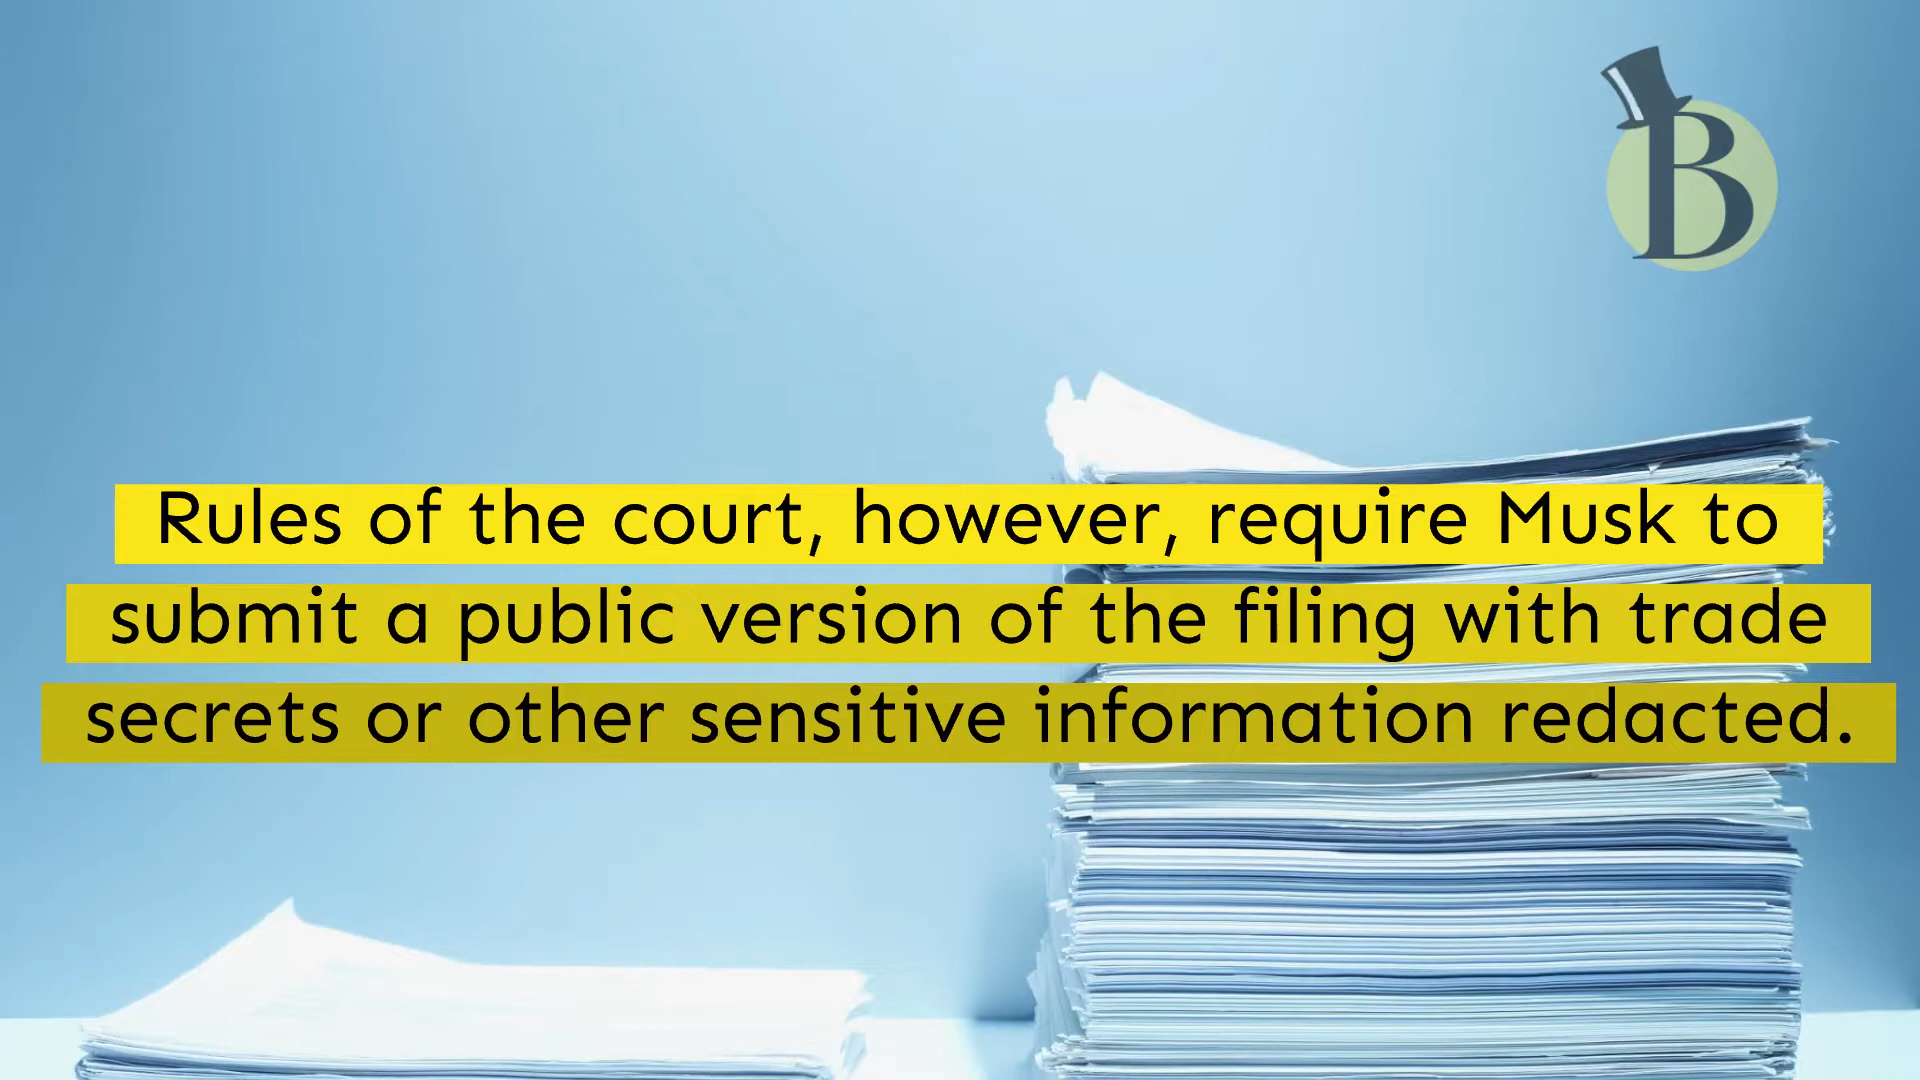 B
Rules of the court, however, require Musk to
submit a public version of the filing with trade
secrets or other sensitive information redacted.